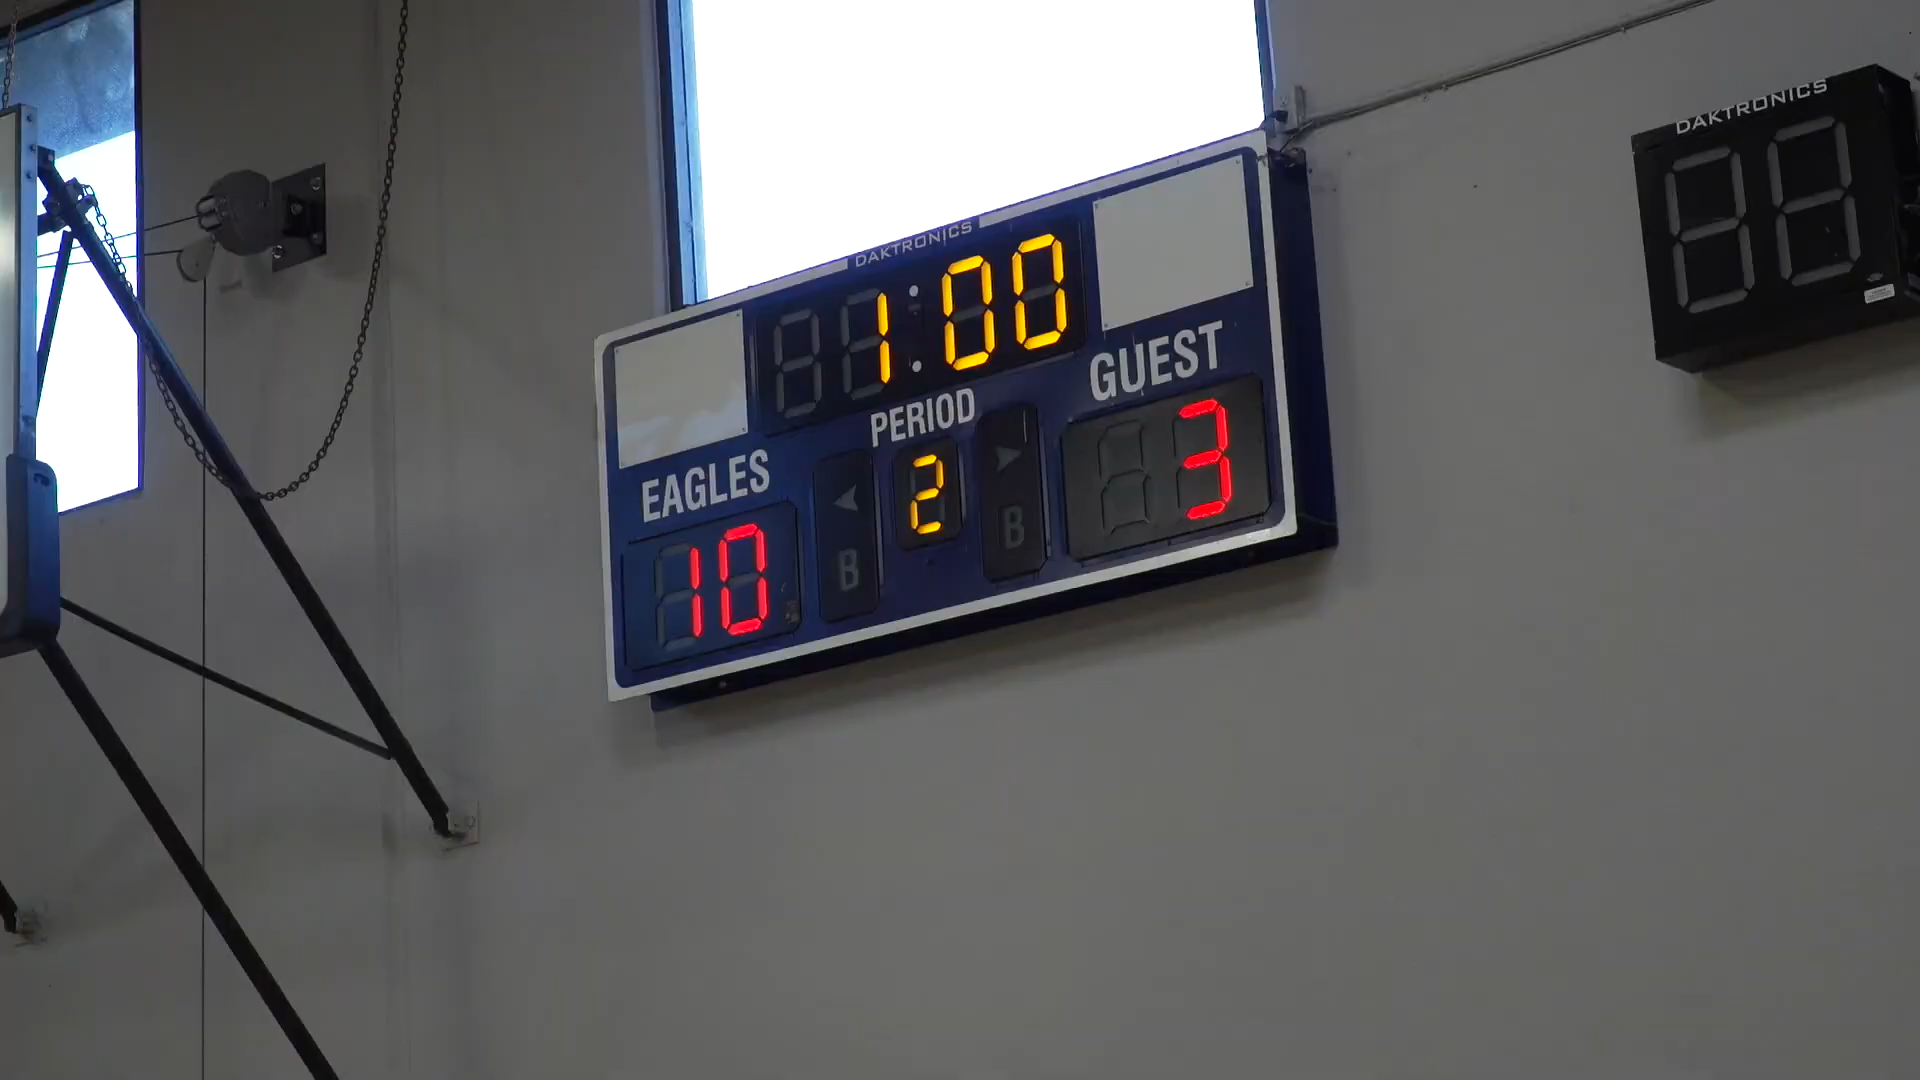 DAKTRONICS
DAKTRONICS
1:00
PERIOD
GUEST
EAGLES
2
3
10
B
B